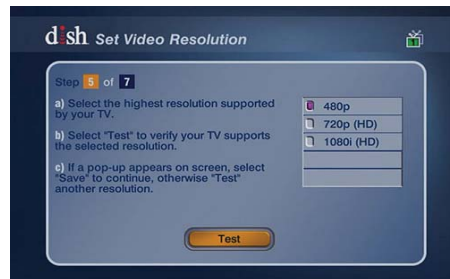 dish Set Video Resolution
1
Step 5 of 7
a) Select the highest resolution supported
by your TV.
b) Select "Test" to verify your TV supports
the selected resolution.
c) If a pop-up appears on screen, select
"Save" to continue, otherwise "Test"
another resolution.
480p
720p (HD)
1080i (HD)
Test